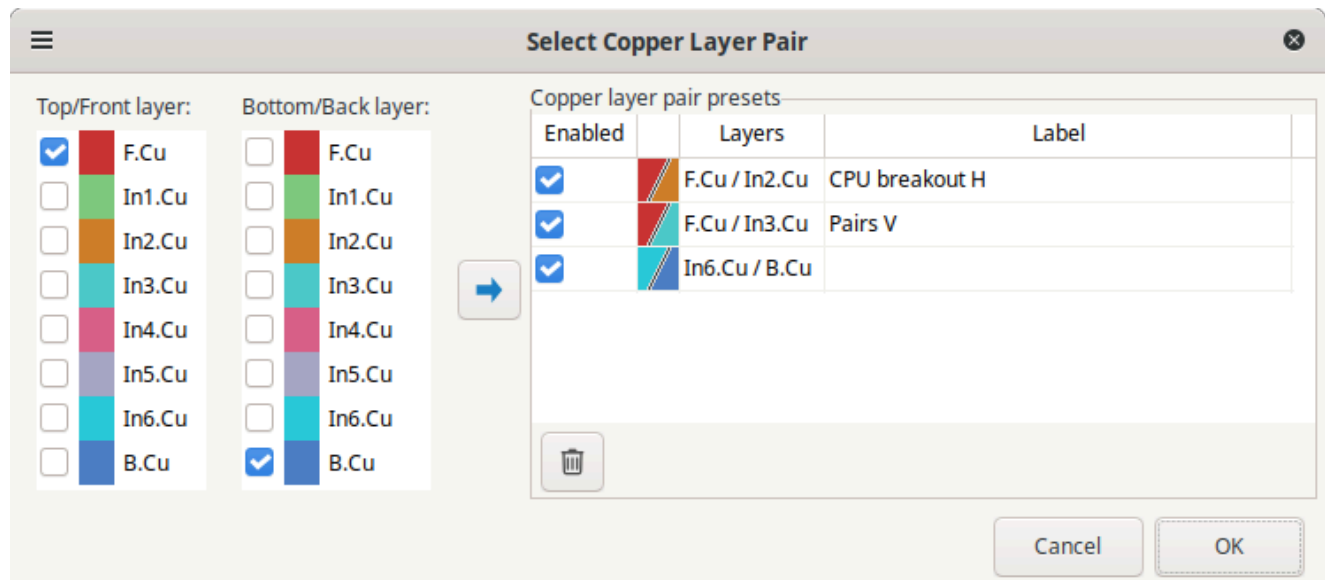 Select Copper Layer Pair
Top/Front layer:
F.Cu
In1.Cu
In2.Cu
In3.Cu
In4.Cu
In5.Cu
In6.Cu
B.Cu
Bottom/Back layer:
F.Cu
In1.Cu
In2.Cu
In3.Cu
In4.Cu
In5.Cu
In6.Cu
B.Cu
Copper layer pair presets
Enabled Layers Label
F.Cu / In2.Cu CPU breakout H
F.Cu / In3.Cu Pairs V
In6.Cu / B.Cu
Cancel OK